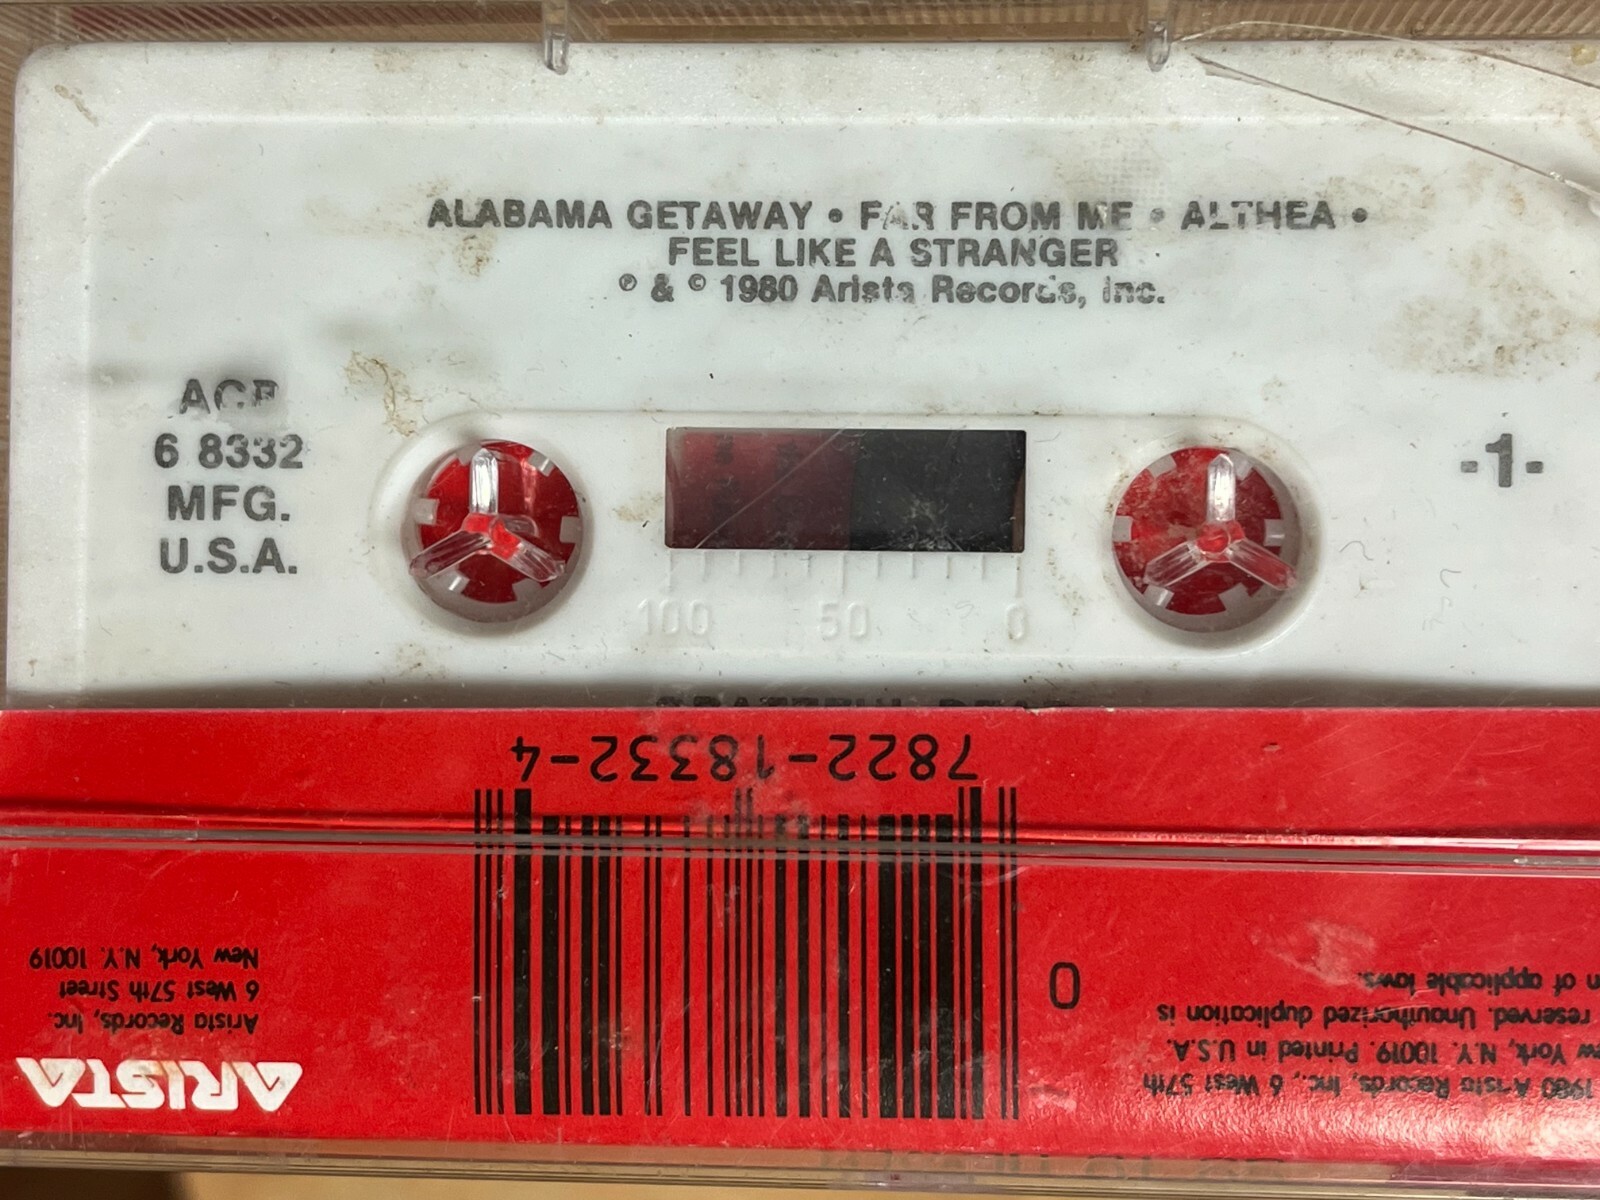 ALABAMA GETAWAY • FAR FROM ME • ALTHEA •
FEEL LIKE A STRANGER
℗ & © 1980 Arista Records, Inc.
ACB
6 8332
MFG.
U.S.A.
-1-
100 50 0
GRATEFUL DEAD
7822-18332-4
0
ARISTA
Arista Records, Inc.
6 West 57th Street
New York, N.Y. 10019
1980 Arista Records, Inc., 6 West 57th
York, N.Y. 10019. Printed in U.S.A.
reserved. Unauthorized duplication is
of applicable laws.